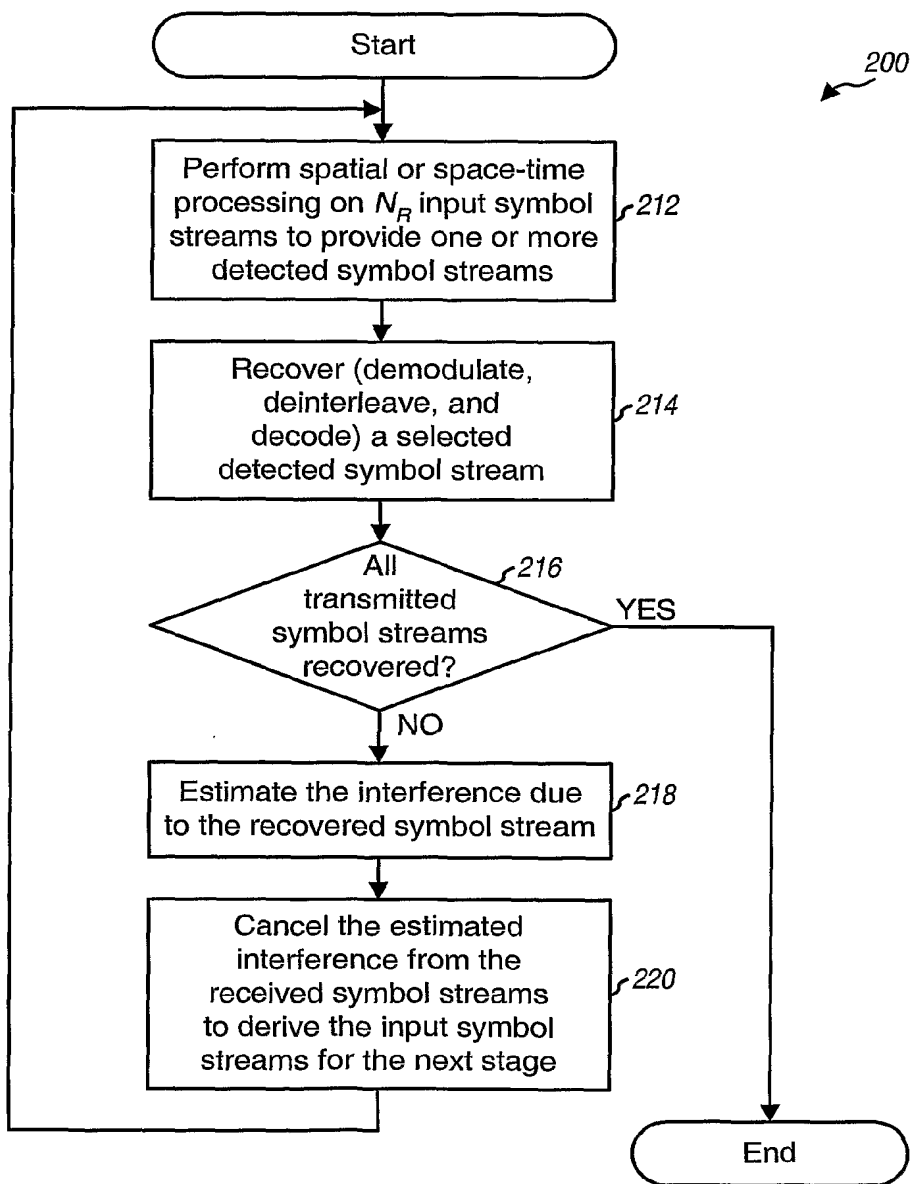 Start
200
Perform spatial or space-time
processing on N_R input symbol
streams to provide one or more
detected symbol streams
212
Recover (demodulate,
deinterleave, and
decode) a selected
detected symbol stream
214
All
transmitted
symbol streams
recovered?
216
YES
NO
Estimate the interference due
to the recovered symbol stream
218
Cancel the estimated
interference from the
received symbol streams
to derive the input symbol
streams for the next stage
220
End